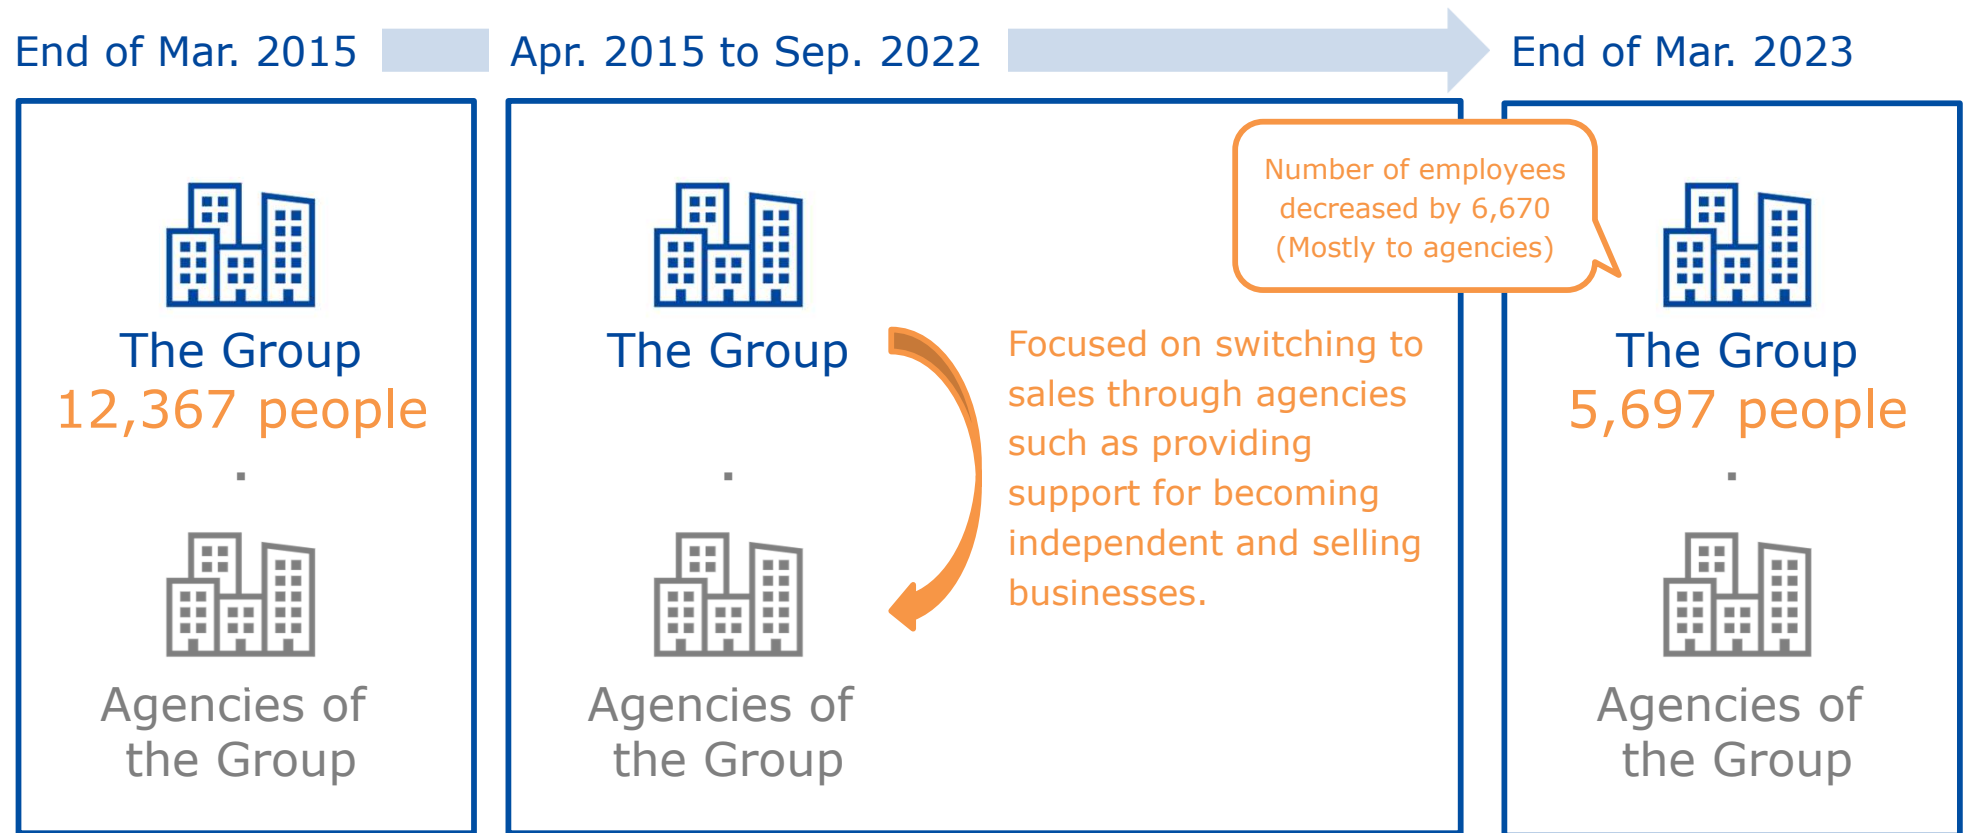 End of Mar. 2015
Apr. 2015 to Sep. 2022
End of Mar. 2023
The Group
12,367 people
.
Agencies of
the Group
The Group
.
Agencies of
the Group
Focused on switching to
sales through agencies
such as providing
support for becoming
independent and selling
businesses.
Number of employees
decreased by 6,670
(Mostly to agencies)
The Group
5,697 people
.
Agencies of
the Group